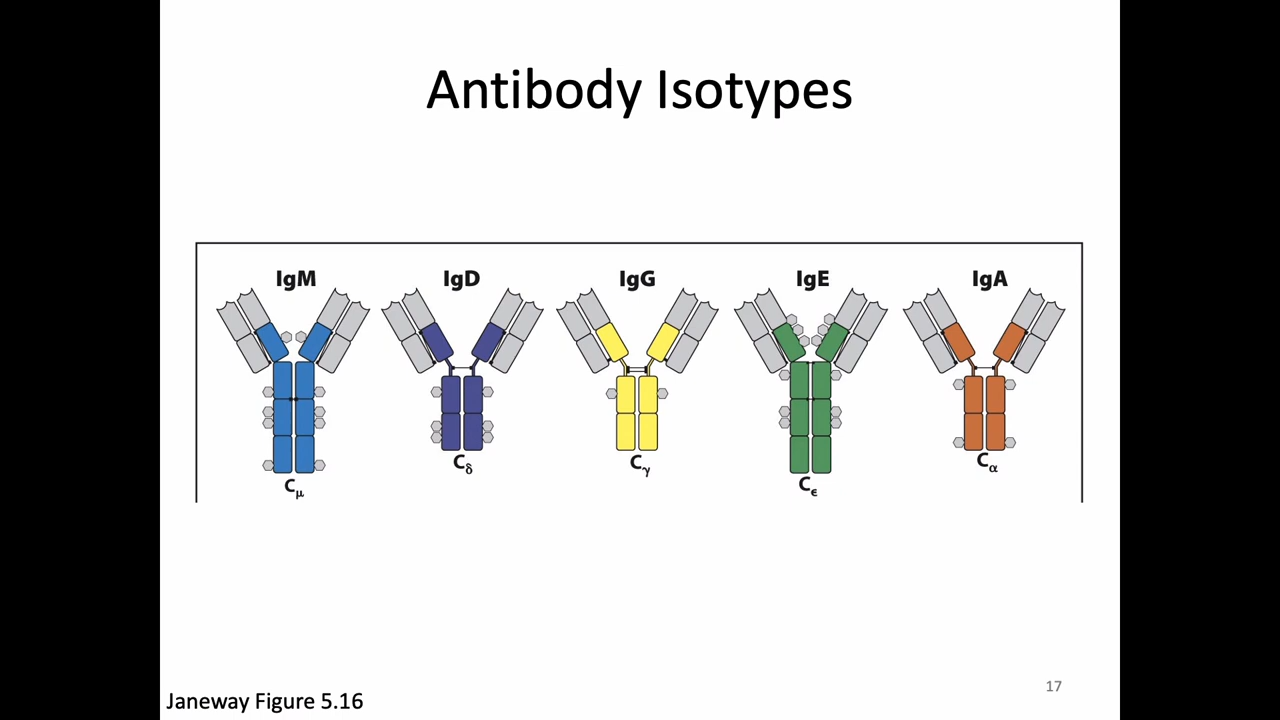 Antibody Isotypes
IgM IgD IgG IgE IgA
Cμ Cδ Cγ Cϵ Cα
17
Janeway Figure 5.16